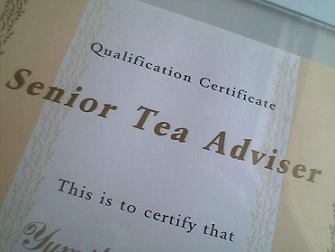 Qualification Certificate
Senior Tea Adviser
This is to certify that